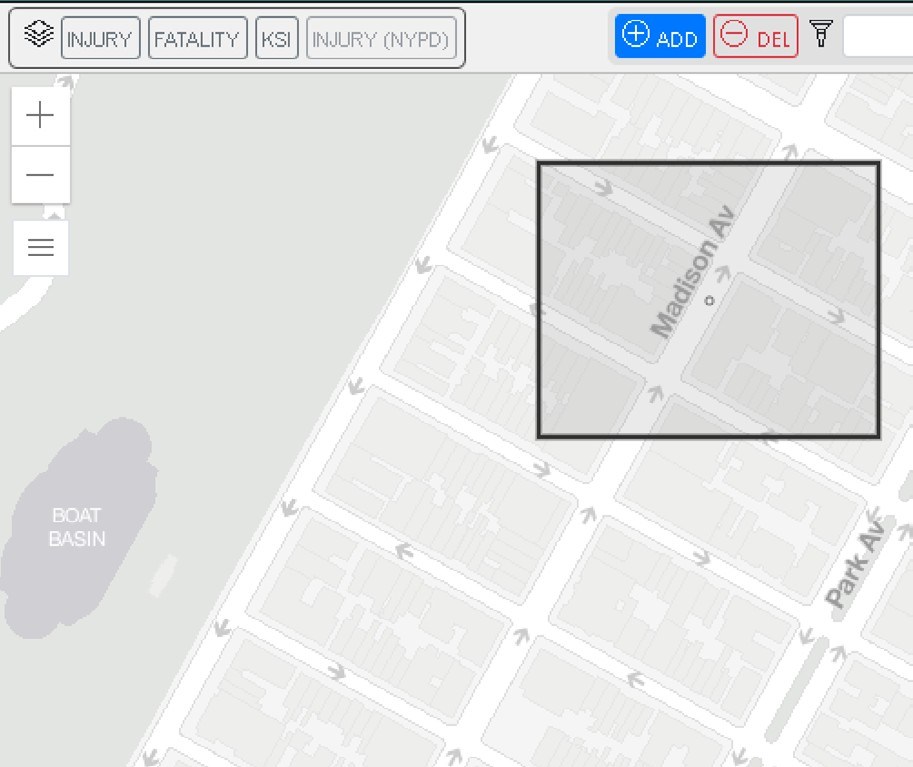 INJURY FATALITY KSI INJURY (NYPD) ADD DEL
Madison Av
BOAT
BASIN
Park Av